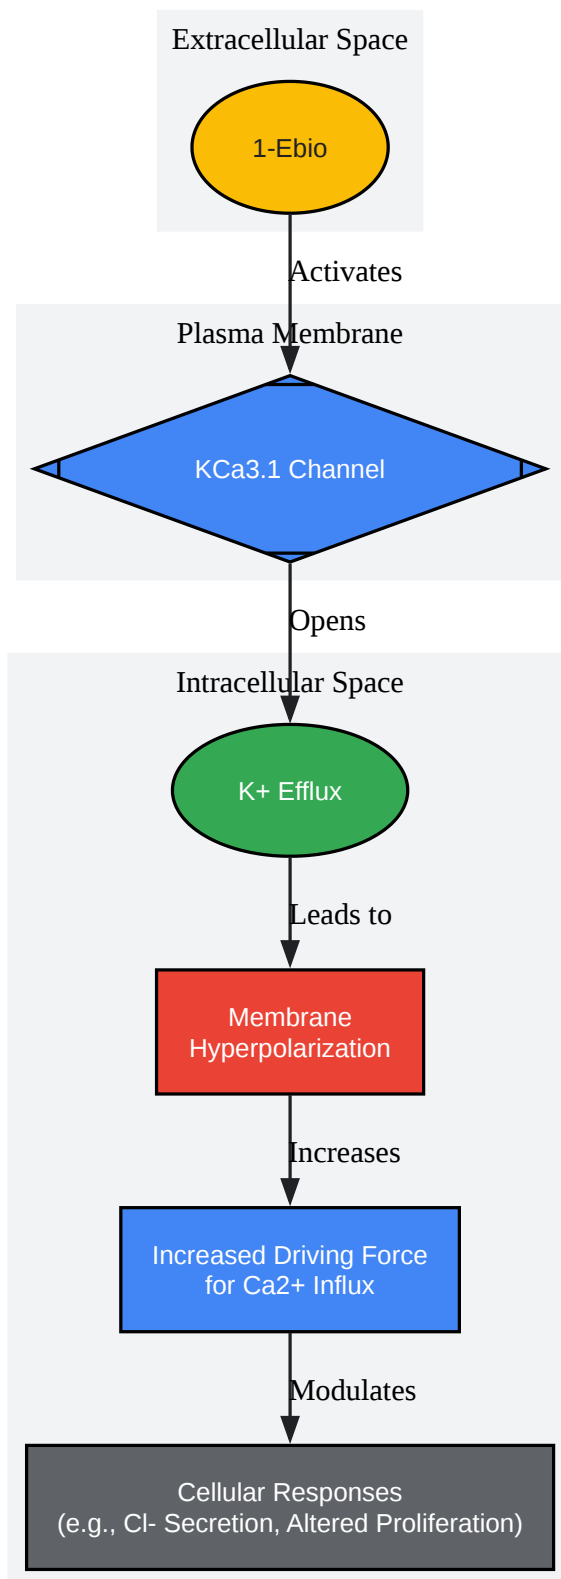 Extracellular Space
1-Ebio
Activates
Plasma Membrane
KCa3.1 Channel
Opens
Intracellular Space
K+ Efflux
Leads to
Membrane
Hyperpolarization
Increases
Increased Driving Force
for Ca2+ Influx
Modulates
Cellular Responses
(e.g., Cl- Secretion, Altered Proliferation)